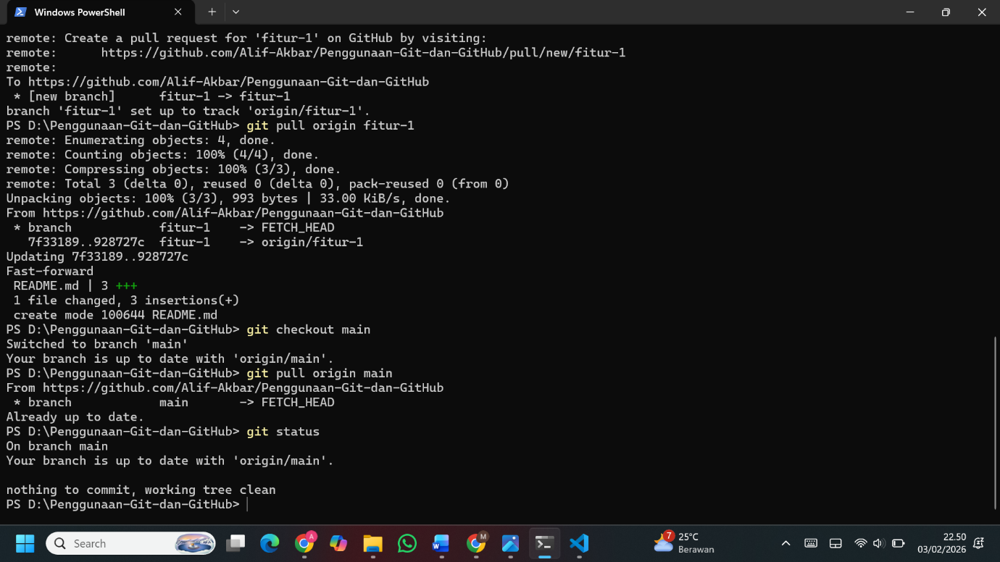 Windows PowerShell
remote: Create a pull request for 'fitur-1' on GitHub by visiting:
remote:      https://github.com/Alif-Akbar/Penggunaan-Git-dan-GitHub/pull/new/fitur-1
remote:
To https://github.com/Alif-Akbar/Penggunaan-Git-dan-GitHub
 * [new branch]      fitur-1 -> fitur-1
branch 'fitur-1' set up to track 'origin/fitur-1'.
PS D:\Penggunaan-Git-dan-GitHub> git pull origin fitur-1
remote: Enumerating objects: 4, done.
remote: Counting objects: 100% (4/4), done.
remote: Compressing objects: 100% (3/3), done.
remote: Total 3 (delta 0), reused 0 (delta 0), pack-reused 0 (from 0)
Unpacking objects: 100% (3/3), 993 bytes | 33.00 KiB/s, done.
From https://github.com/Alif-Akbar/Penggunaan-Git-dan-GitHub
 * branch            fitur-1    -> FETCH_HEAD
   7f33189..928727c  fitur-1    -> origin/fitur-1
Updating 7f33189..928727c
Fast-forward
 README.md | 3 +++
 1 file changed, 3 insertions(+)
 create mode 100644 README.md
PS D:\Penggunaan-Git-dan-GitHub> git checkout main
Switched to branch 'main'
Your branch is up to date with 'origin/main'.
PS D:\Penggunaan-Git-dan-GitHub> git pull origin main
From https://github.com/Alif-Akbar/Penggunaan-Git-dan-GitHub
 * branch            main       -> FETCH_HEAD
Already up to date.
PS D:\Penggunaan-Git-dan-GitHub> git status
On branch main
Your branch is up to date with 'origin/main'.

nothing to commit, working tree clean
PS D:\Penggunaan-Git-dan-GitHub>
Search
A
W
M
7
25°C
Berawan
22.50
03/02/2026